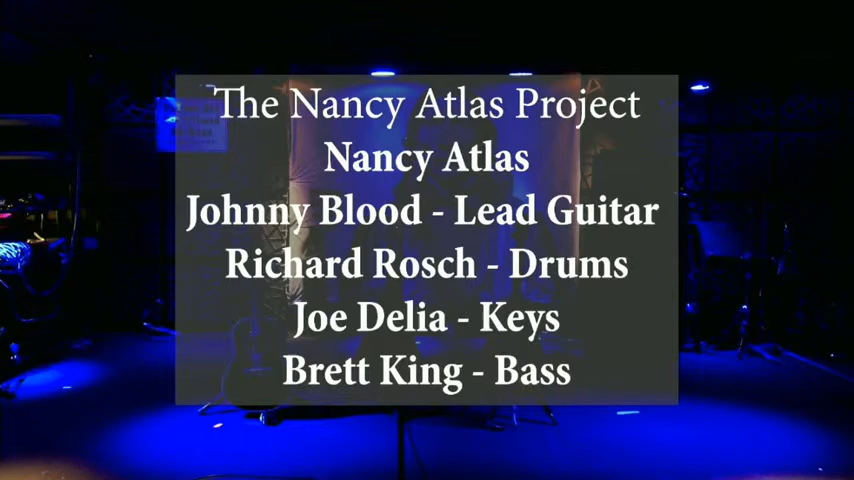 The Nancy Atlas Project
Nancy Atlas
Johnny Blood - Lead Guitar
Richard Rosch - Drums
Joe Delia - Keys
Brett King - Bass